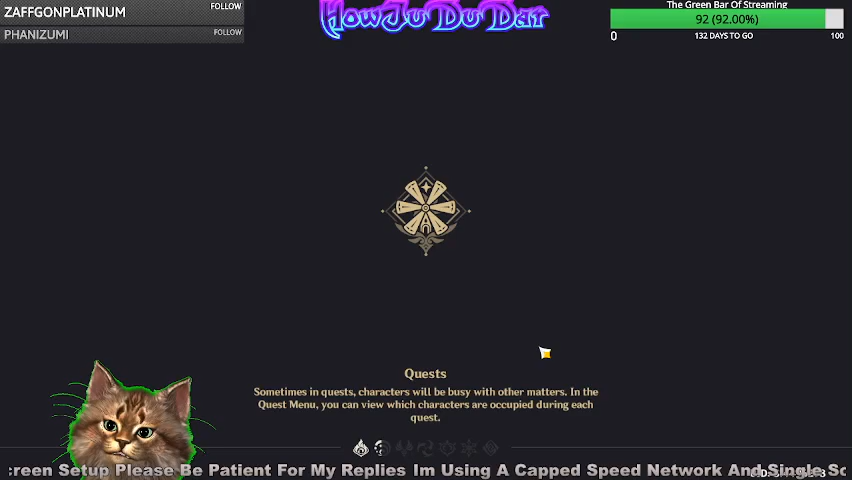 ZAFFGONPLATINUM
FOLLOW
PHANIZUMI
FOLLOW
HowJuDuDat
The Green Bar Of Streaming
92 (92.00%)
0
132 DAYS TO GO
100
Quests
Sometimes in quests, characters will be busy with other matters. In the
Quest Menu, you can view which characters are occupied during each
quest.
creen Setup Please Be Patient For My Replies Im Using A Capped Speed Network And Single Sc